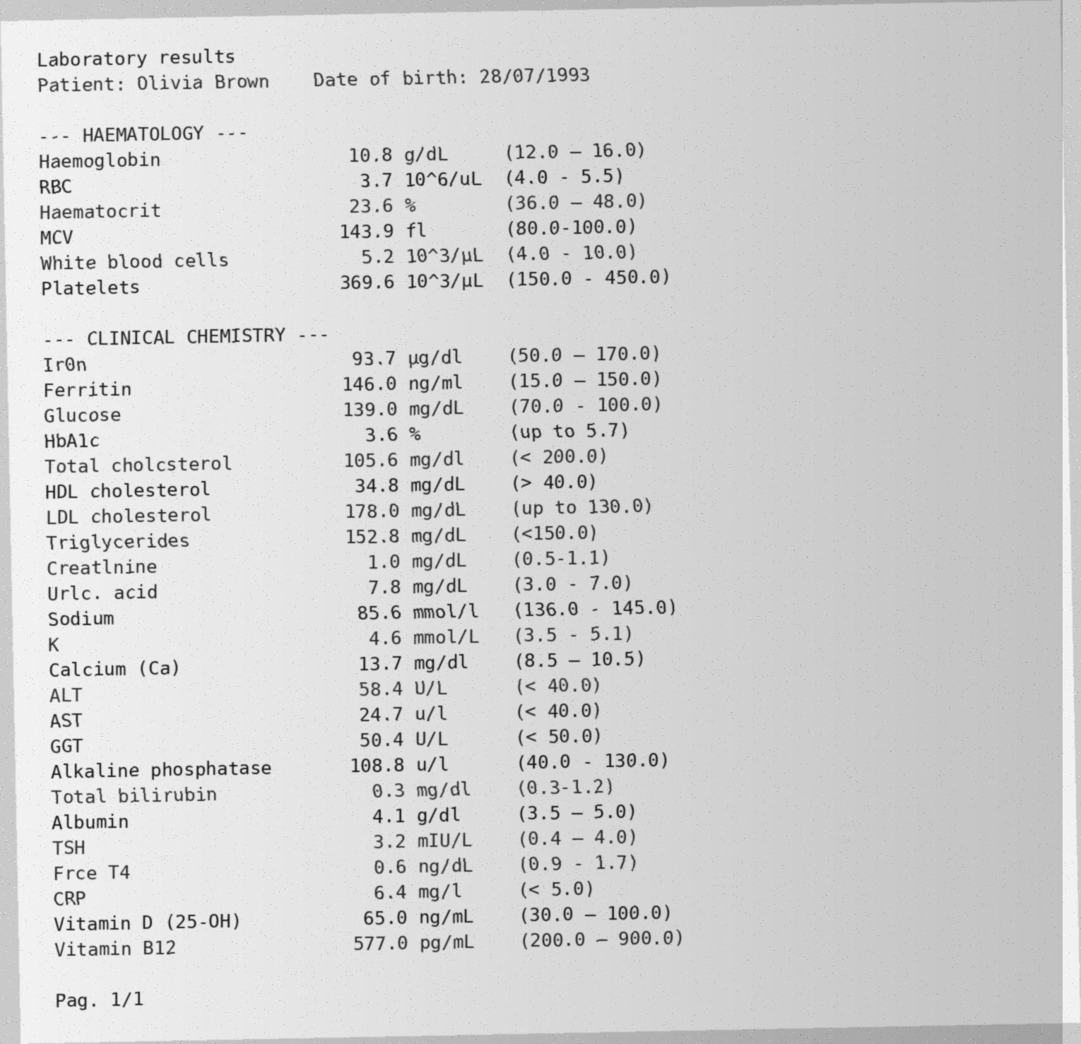 Laboratory results
Patient: Olivia Brown    Date of birth: 28/07/1993
--- HAEMATOLOGY ---
Haemoglobin 10.8 g/dL (12.0 – 16.0)
RBC 3.7 10^6/uL (4.0 - 5.5)
Haematocrit 23.6 % (36.0 – 48.0)
MCV 143.9 fl (80.0-100.0)
White blood cells 5.2 10^3/µL (4.0 - 10.0)
Platelets 369.6 10^3/µL (150.0 - 450.0)
--- CLINICAL CHEMISTRY ---
Ir0n 93.7 µg/dl (50.0 – 170.0)
Ferritin 146.0 ng/ml (15.0 – 150.0)
Glucose 139.0 mg/dL (70.0 - 100.0)
HbA1c 3.6 % (up to 5.7)
Total cholcsterol 105.6 mg/dl (< 200.0)
HDL cholesterol 34.8 mg/dL (> 40.0)
LDL cholesterol 178.0 mg/dL (up to 130.0)
Triglycerides 152.8 mg/dL (<150.0)
Creatlnine 1.0 mg/dL (0.5-1.1)
Urlc. acid 7.8 mg/dL (3.0 - 7.0)
Sodium 85.6 mmol/l (136.0 - 145.0)
K 4.6 mmol/L (3.5 - 5.1)
Calcium (Ca) 13.7 mg/dl (8.5 – 10.5)
ALT 58.4 U/L (< 40.0)
AST 24.7 u/l (< 40.0)
GGT 50.4 U/L (< 50.0)
Alkaline phosphatase 108.8 u/l (40.0 - 130.0)
Total bilirubin 0.3 mg/dl (0.3-1.2)
Albumin 4.1 g/dl (3.5 – 5.0)
TSH 3.2 mIU/L (0.4 – 4.0)
Frce T4 0.6 ng/dL (0.9 - 1.7)
CRP 6.4 mg/l (< 5.0)
Vitamin D (25-OH) 65.0 ng/mL (30.0 – 100.0)
Vitamin B12 577.0 pg/mL (200.0 – 900.0)
Pag. 1/1